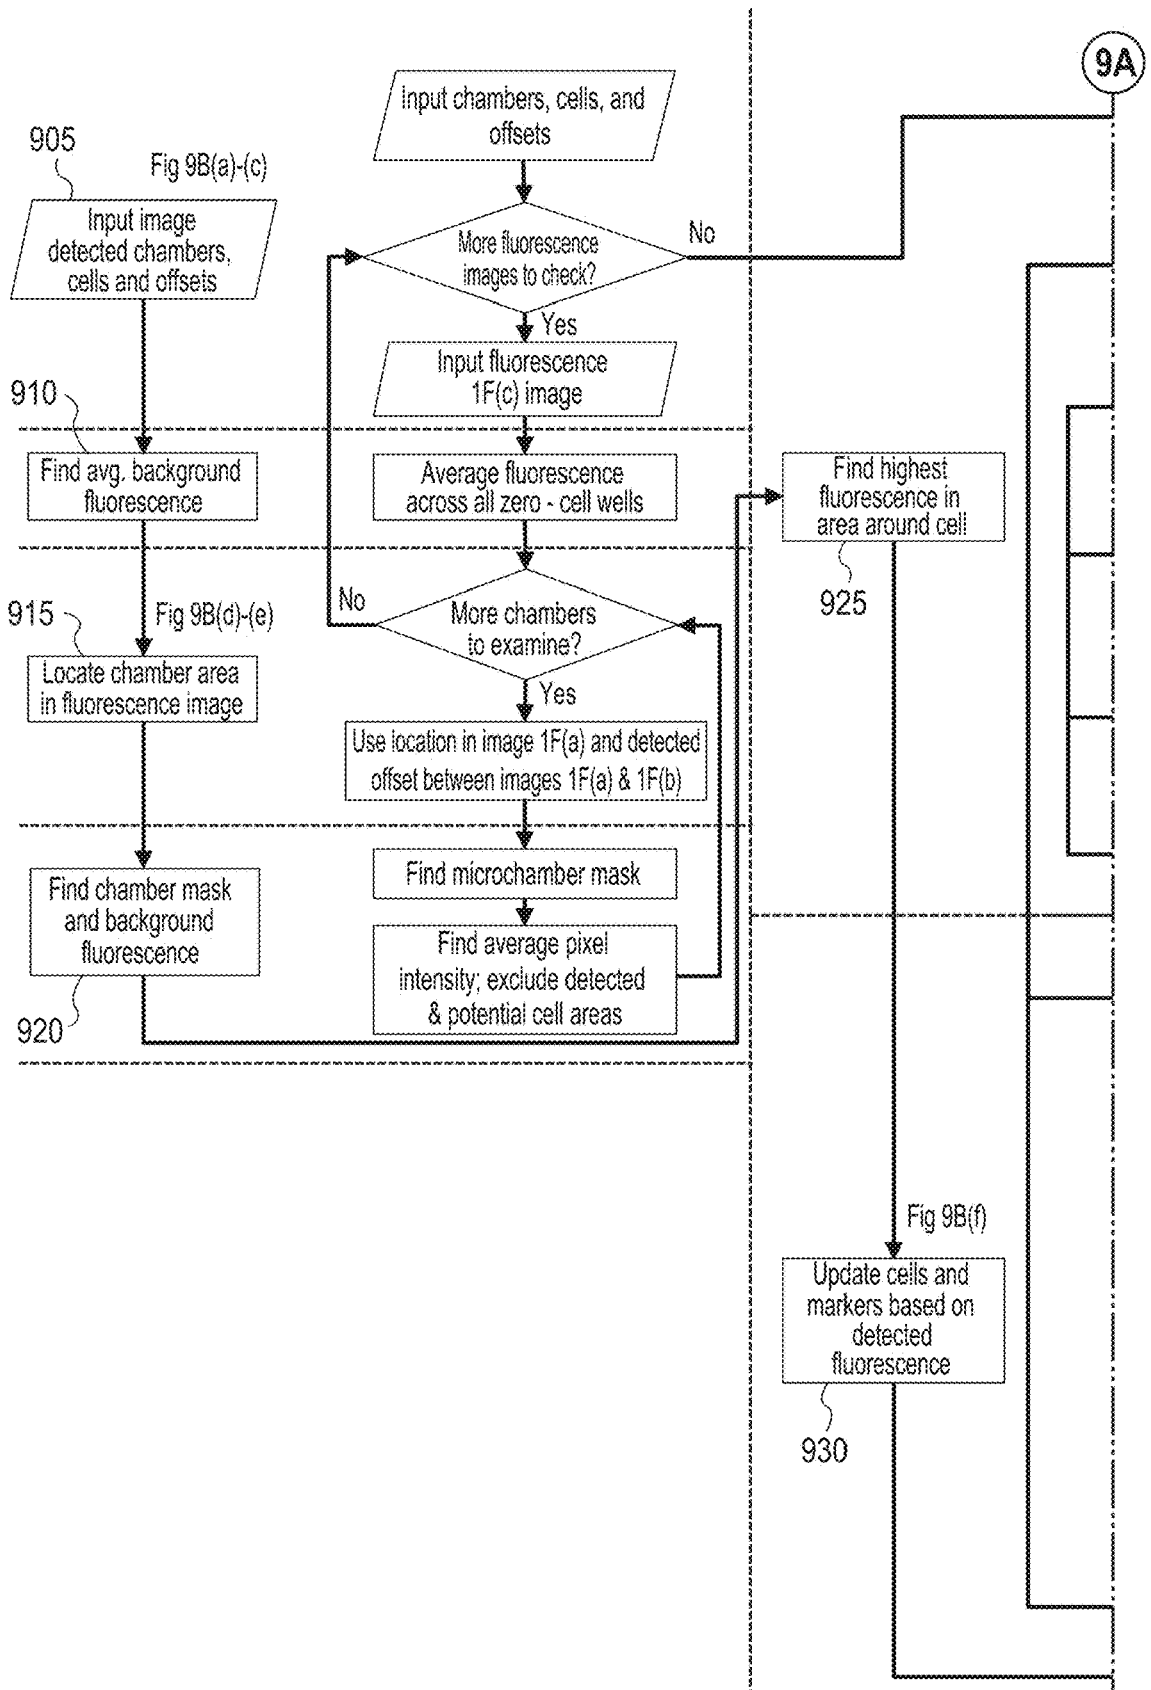 9A
905
Fig 9B(a)-(c)
Input image
detected chambers,
cells and offsets
910
Find avg. background
fluorescence
915
Fig 9B(d)-(e)
Locate chamber area
in fluorescence image
Find chamber mask
and background
fluorescence
920
Input chambers, cells, and
offsets
More fluorescence
images to check?
No
Yes
Input fluorescence
1F(c) image
Average fluorescence
across all zero - cell wells
More chambers
to examine?
No
Yes
Use location in image 1F(a) and detected
offset between images 1F(a) & 1F(b)
Find microchamber mask
Find average pixel
intensity; exclude detected
& potential cell areas
Find highest
fluorescence in
area around cell
925
Fig 9B(f)
Update cells and
markers based on
detected
fluorescence
930